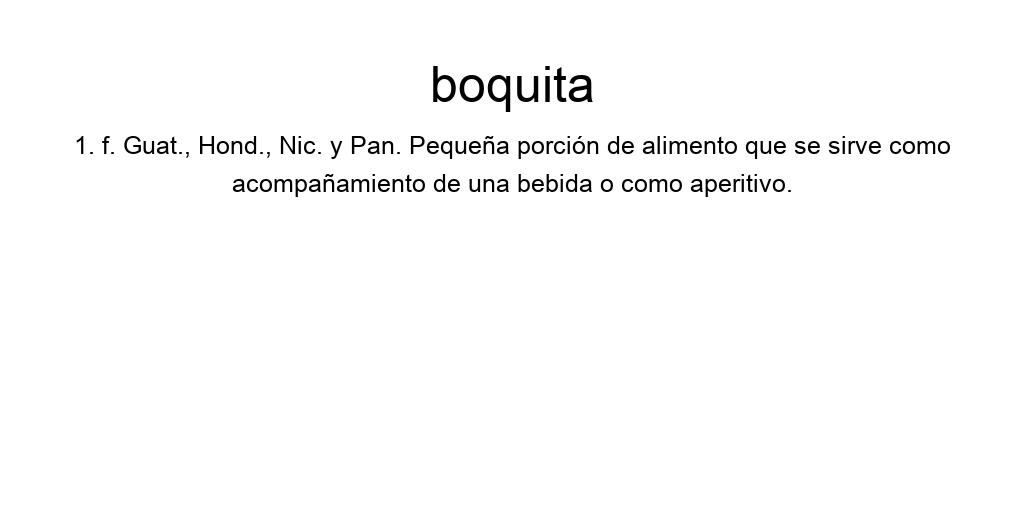 boquita
1. f. Guat., Hond., Nic. y Pan. Pequeña porción de alimento que se sirve como
acompañamiento de una bebida o como aperitivo.